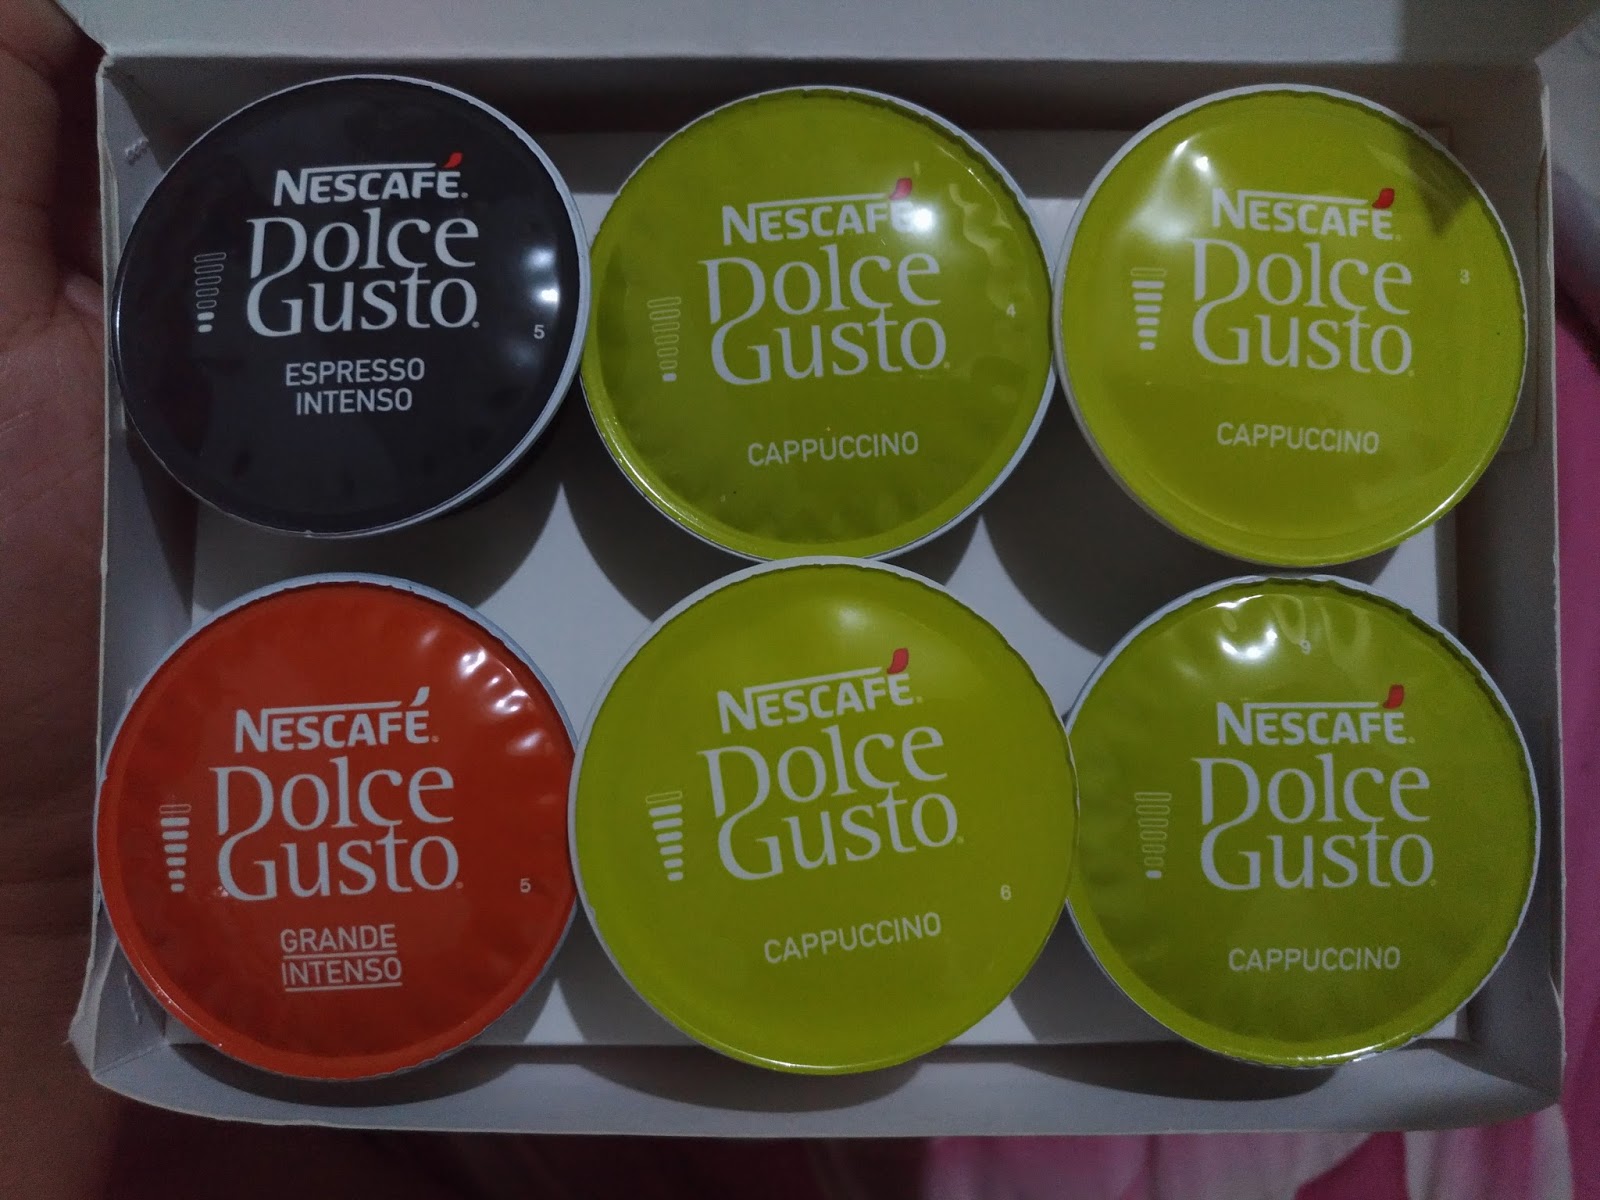 NESCAFÉ.
DOLCE
GUSTO.
ESPRESSO
INTENSO
5
NESCAFÉ
DOLCE
GUSTO.
CAPPUCCINO
4
NESCAFÉ.
DOLCE
GUSTO.
CAPPUCCINO
3
NESCAFÉ.
DOLCE
GUSTO.
GRANDE
INTENSO
5
NESCAFÉ.
DOLCE
GUSTO.
CAPPUCCINO
6
9
NESCAFÉ.
DOLCE
GUSTO.
CAPPUCCINO